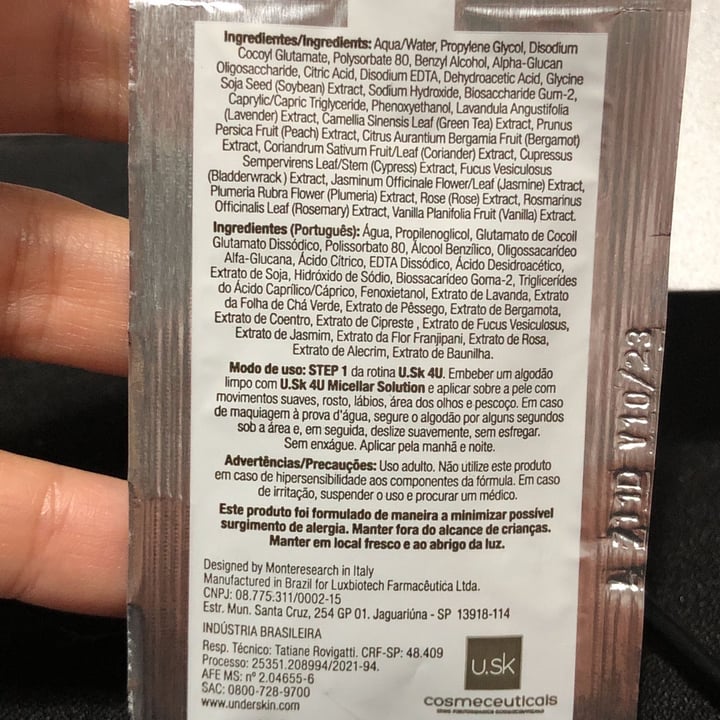 Ingredientes/Ingredients: Aqua/Water, Propylene Glycol, Disodium
Cocoyl Glutamate, Polysorbate 80, Benzyl Alcohol, Alpha-Glucan
Oligosaccharide, Citric Acid, Disodium EDTA, Dehydroacetic Acid, Glycine
Soja Seed (Soybean) Extract, Sodium Hydroxide, Biosaccharide Gum-2,
Caprylic/Capric Triglyceride, Phenoxyethanol, Lavandula Angustifolia
(Lavender) Extract, Camellia Sinensis Leaf (Green Tea) Extract, Prunus
Persica Fruit (Peach) Extract, Citrus Aurantium Bergamia Fruit (Bergamot)
Extract, Coriandrum Sativum Fruit/Leaf (Coriander) Extract, Cupressus
Sempervirens Leaf/Stem (Cypress) Extract, Fucus Vesiculosus
(Bladderwrack) Extract, Jasminum Officinale Flower/Leaf (Jasmine) Extract,
Plumeria Rubra Flower (Plumeria) Extract, Rose (Rose) Extract, Rosmarinus
Officinalis Leaf (Rosemary) Extract, Vanilla Planifolia Fruit (Vanilla) Extract.
Ingredientes (Português): Água, Propilenoglicol, Glutamato de Cocoil
Glutamato Dissódico, Polissorbato 80, Álcool Benzílico, Oligossacarídeo
Alfa-Glucana, Ácido Cítrico, EDTA Dissódico, Ácido Desidroacético,
Extrato de Soja, Hidróxido de Sódio, Biossacarídeo Goma-2, Triglicerídes
do Ácido Caprílico/Cáprico, Fenoxietanol, Extrato de Lavanda, Extrato
da Folha de Chá Verde, Extrato de Pêssego, Extrato de Bergamota,
Extrato de Coentro, Extrato de Cipreste , Extrato de Fucus Vesiculosus,
Extrato de Jasmim, Extrato da Flor Franjipani, Extrato de Rosa,
Extrato de Alecrim, Extrato de Baunilha.
Modo de uso: STEP 1 da rotina U.Sk 4U. Embeber um algodão
limpo com U.Sk 4U Micellar Solution e aplicar sobre a pele com
movimentos suaves, rosto, lábios, área dos olhos e pescoço. Em caso
de maquiagem à prova d'água, segure o algodão por alguns segundos
sob a área e, em seguida, deslize suavemente, sem esfregar.
Sem enxágue. Aplicar pela manhã e noite.
Advertências/Precauções: Uso adulto. Não utilize este produto
em caso de hipersensibilidade aos componentes da fórmula. Em caso
de irritação, suspender o uso e procurar um médico.
Este produto foi formulado de maneira a minimizar possível
surgimento de alergia. Manter fora do alcance de crianças.
Manter em local fresco e ao abrigo da luz.
Designed by Monteresearch in Italy
Manufactured in Brazil for Luxbiotech Farmacêutica Ltda.
CNPJ: 08.775.311/0002-15
Estr. Mun. Santa Cruz, 254 GP 01. Jaguariúna - SP 13918-114
INDÚSTRIA BRASILEIRA
Resp. Técnico: Tatiane Rovigatti. CRF-SP: 48.409
Processo: 25351.208994/2021-94.
AFE MS: nº 2.04655-6
SAC: 0800-728-9700
www.underskin.com
u.sk
cosmeceuticals
V10/23